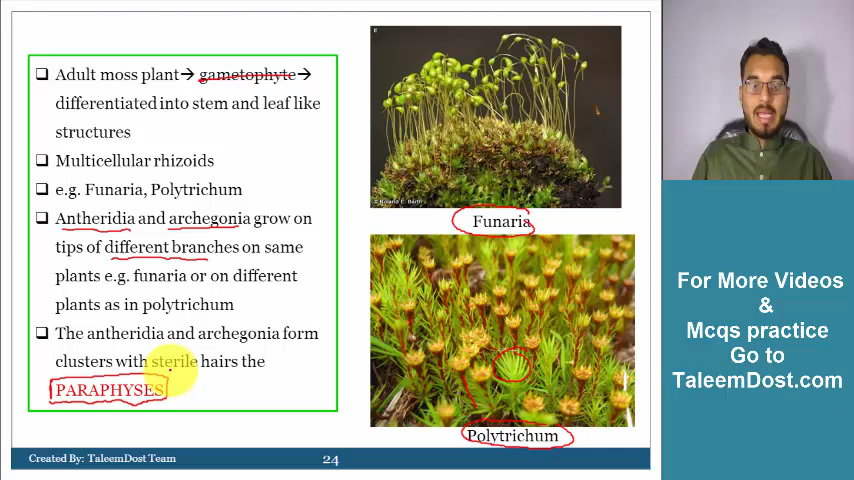 ❑ Adult moss plant→ gametophyte→
differentiated into stem and leaf like
structures
❑ Multicellular rhizoids
❑ e.g. Funaria, Polytrichum
❑ Antheridia and archegonia grow on
tips of different branches on same
plants e.g. funaria or on different
plants as in polytrichum
❑ The antheridia and archegonia form
clusters with sterile hairs the
PARAPHYSES
Funaria
Polytrichum
For More Videos
&
Mcqs practice
Go to
TaleemDost.com
Created By: TaleemDost Team
24